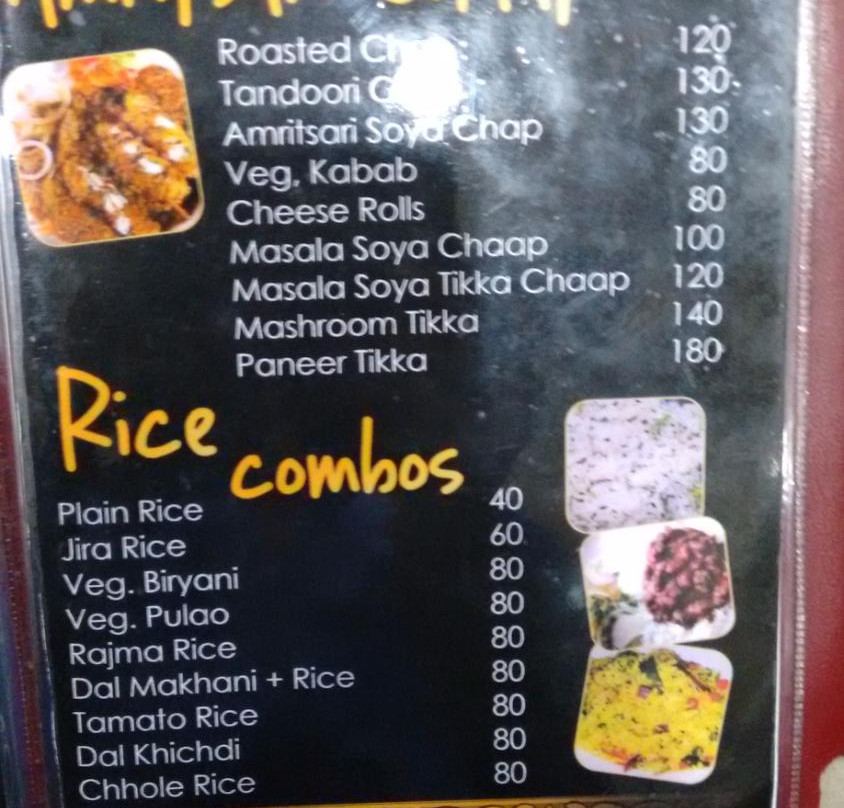 Roasted 120
Tandoori 130
Amritsari Soya Chap 130
Veg. Kabab 80
Cheese Rolls 80
Masala Soya Chaap 100
Masala Soya Tikka Chaap 120
Mashroom Tikka 140
Paneer Tikka 180
Rice combos
Plain Rice 40
Jira Rice 60
Veg. Biryani 80
Veg. Pulao 80
Rajma Rice 80
Dal Makhani + Rice 80
Tamato Rice 80
Dal Khichdi 80
Chhole Rice 80